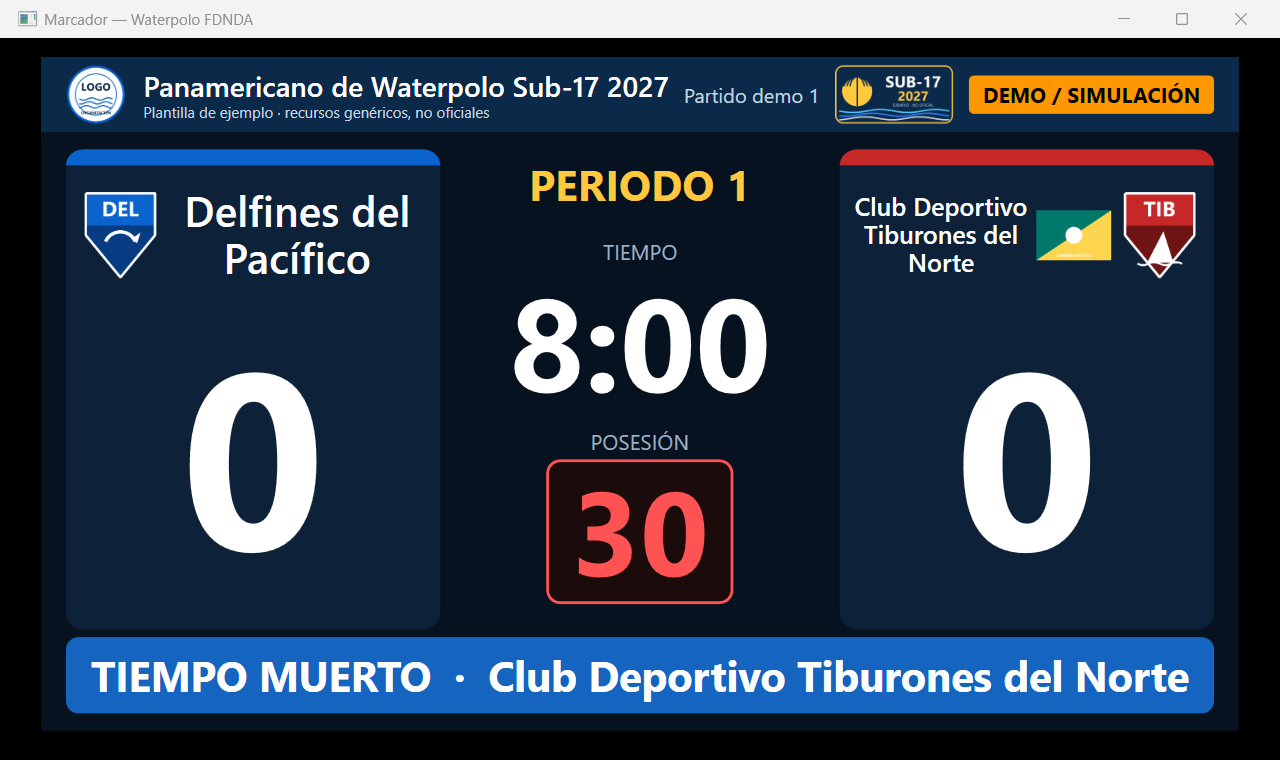 Marcador — Waterpolo FDNDA
LOGO
Panamericano de Waterpolo Sub-17 2027
Plantilla de ejemplo · recursos genéricos, no oficiales
Partido demo 1
SUB-17
2027
DEMO / SIMULACIÓN
DEL
Delfines del
Pacífico
0
PERIODO 1
TIEMPO
8:00
POSESIÓN
30
Club Deportivo
Tiburones del
Norte
TIB
0
TIEMPO MUERTO · Club Deportivo Tiburones del Norte